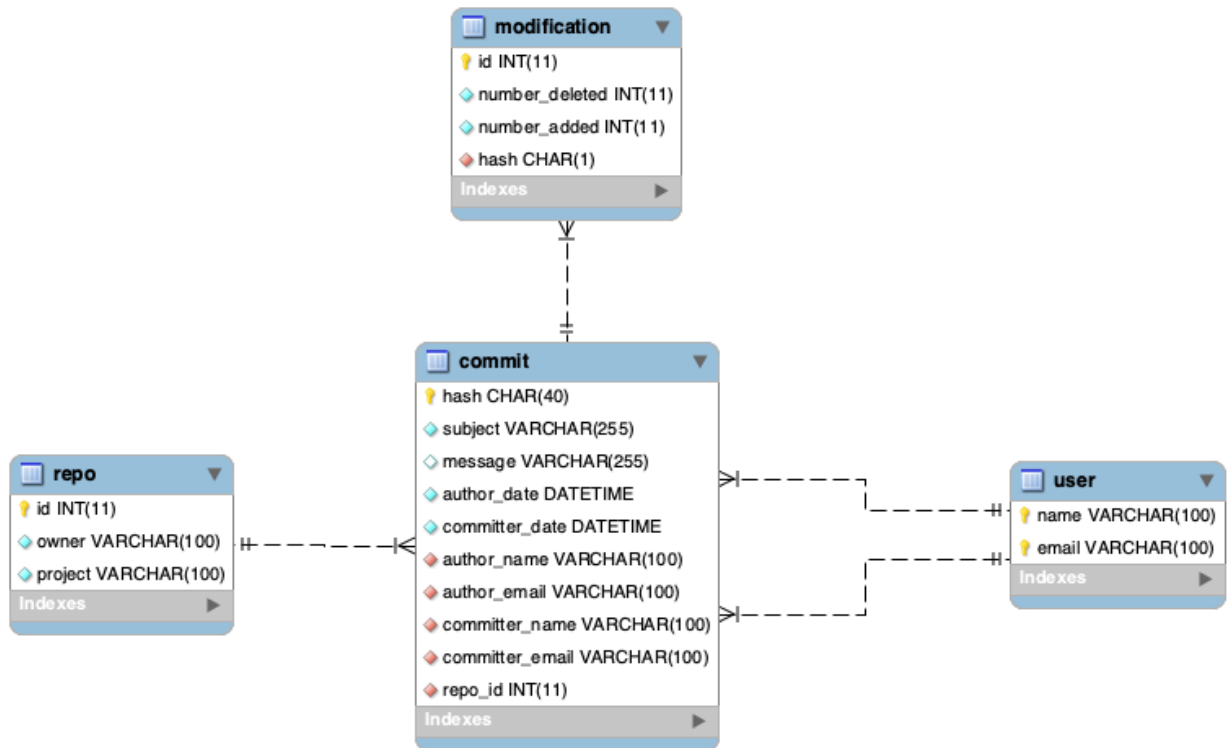 modification
id INT(11)
number_deleted INT(11)
number_added INT(11)
hash CHAR(1)
Indexes
commit
hash CHAR(40)
subject VARCHAR(255)
message VARCHAR(255)
author_date DATETIME
committer_date DATETIME
author_name VARCHAR(100)
author_email VARCHAR(100)
committer_name VARCHAR(100)
committer_email VARCHAR(100)
repo_id INT(11)
Indexes
repo
id INT(11)
owner VARCHAR(100)
project VARCHAR(100)
Indexes
user
name VARCHAR(100)
email VARCHAR(100)
Indexes